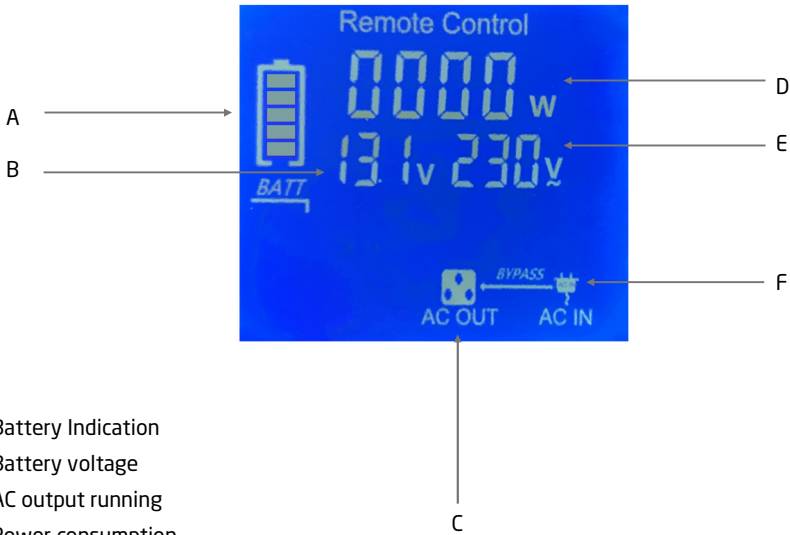 Remote Control
A
0000 W
D
B
13.1v 230v
E
BATT
BYPASS
F
AC OUT AC IN
C
Battery Indication
Battery voltage
AC output running
Power consumption